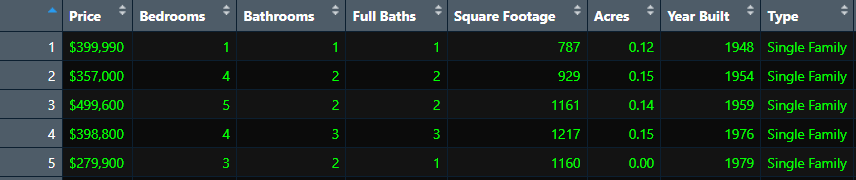 Price Bedrooms Bathrooms Full Baths Square Footage Acres Year Built Type
1 $399,990 1 1 1 787 0.12 1948 Single Family
2 $357,000 4 2 2 929 0.15 1954 Single Family
3 $499,600 5 2 2 1161 0.14 1959 Single Family
4 $398,800 4 3 3 1217 0.15 1976 Single Family
5 $279,900 3 2 1 1160 0.00 1979 Single Family